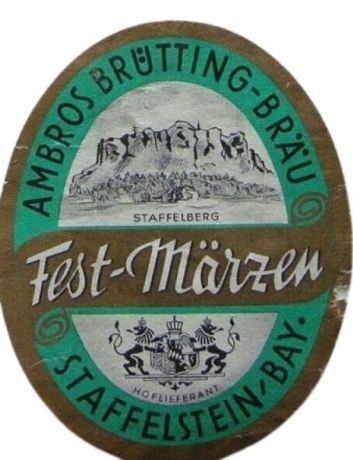 AMBROS BRÜTTING-BRÄU
STAFFELBERG
Fest-Märzen
HOFLIEFERANT
STAFFELSTEIN/BAY.